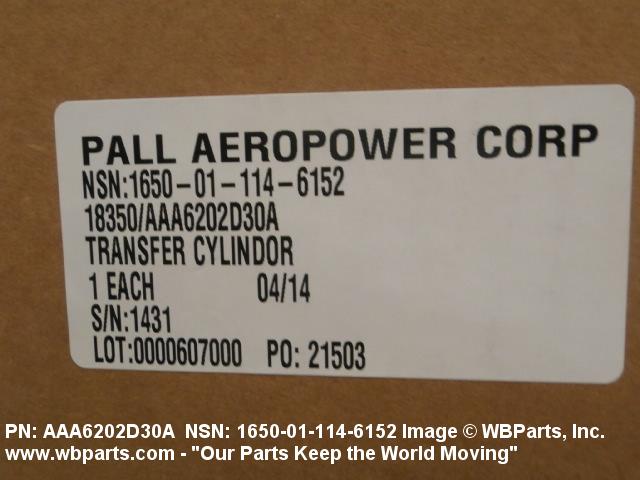 PALL AEROPOWER CORP
NSN:1650-01-114-6152
18350/AAA6202D30A
TRANSFER CYLINDOR
1 EACH 04/14
S/N:1431
LOT:0000607000 PO: 21503
PN: AAA6202D30A NSN: 1650-01-114-6152 Image © WBParts, Inc.
www.wbparts.com - "Our Parts Keep the World Moving"